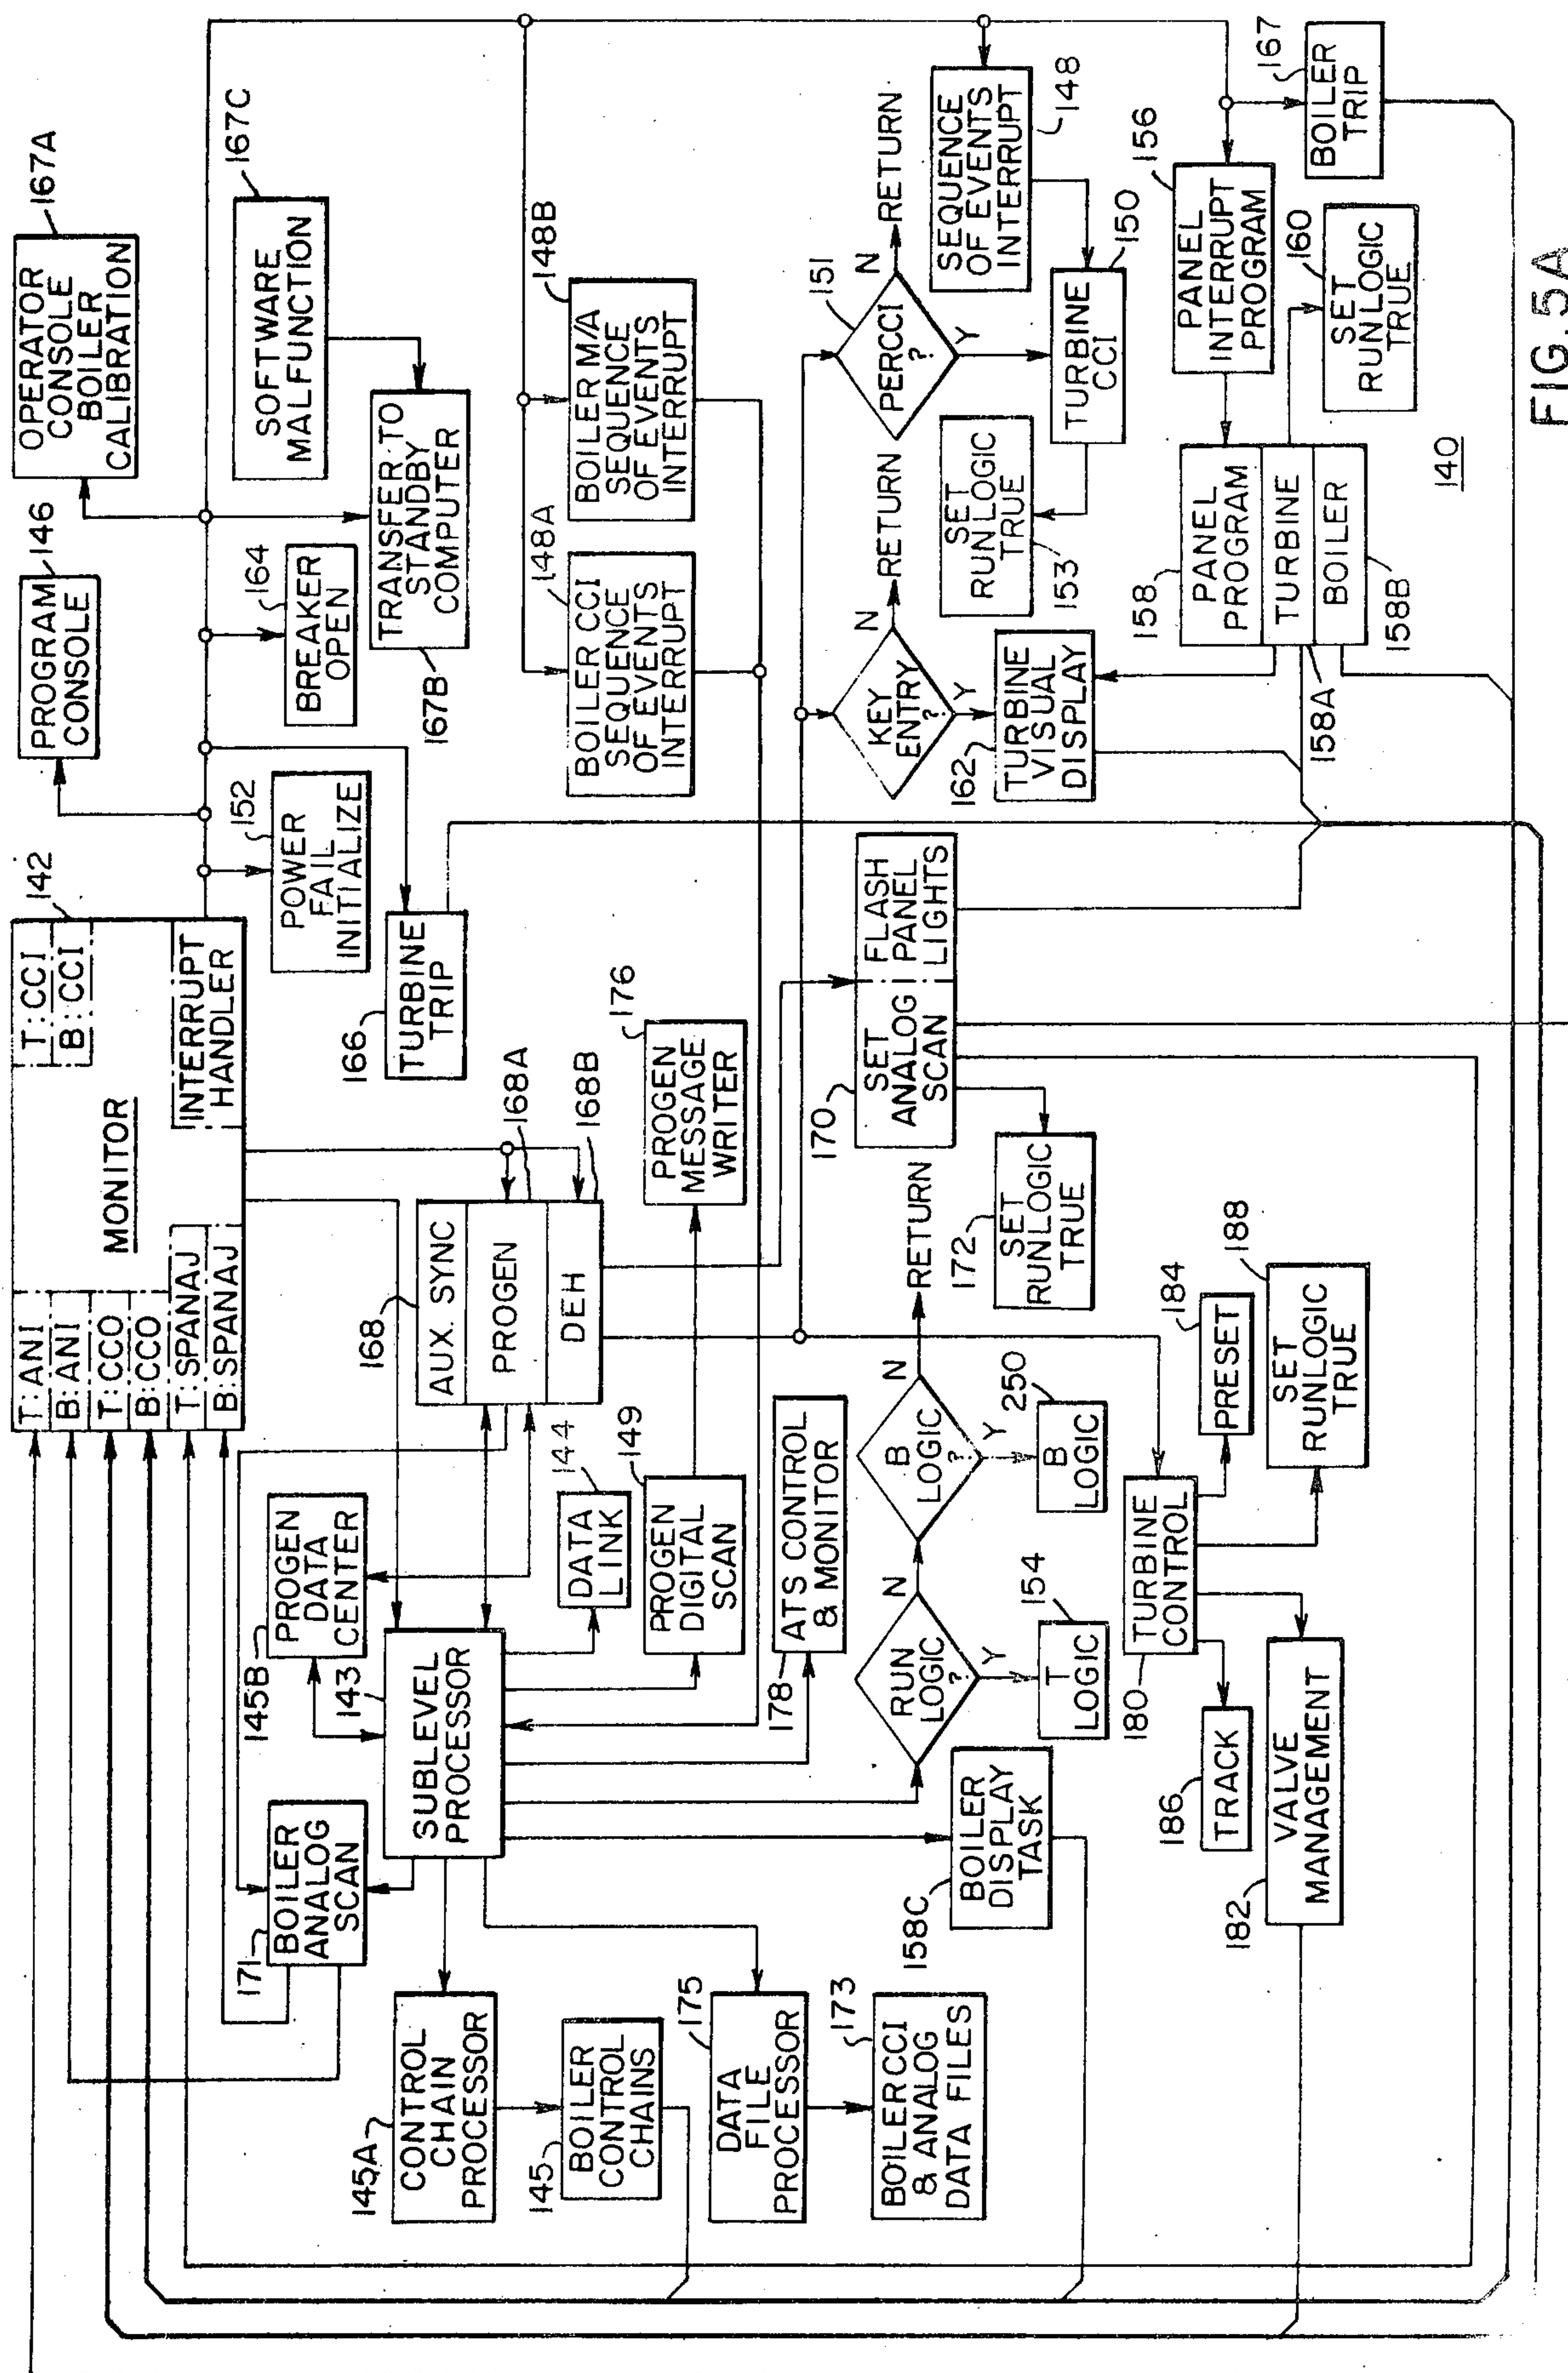 T:ANI
B:ANI
T:CCO
B:CCO
T:SPANAJ
B:SPANAJ
MONITOR
T:CCI
B:CCI
INTERRUPT
HANDLER
142
PROGRAM
CONSOLE
146
OPERATOR
CONSOLE
BOILER
CALIBRATION
167A
POWER
FAIL
INITIALIZE
152
BREAKER
OPEN
164
SOFTWARE
MALFUNCTION
167C
TURBINE
TRIP
166
TRANSFER TO
STANDBY
COMPUTER
167B
171
BOILER
ANALOG
SCAN
145B
PROGEN
DATA
CENTER
143
SUBLEVEL
PROCESSOR
168
AUX. SYNC
PROGEN
DEH
168A
168B
DATA
LINK
144
PROGEN
DIGITAL
SCAN
149
PROGEN
MESSAGE
WRITER
176
BOILER CCI
SEQUENCE
OF EVENTS
INTERRUPT
148A
BOILER M/A
SEQUENCE
OF EVENTS
INTERRUPT
148B
145A
CONTROL
CHAIN
PROCESSOR
145
BOILER
CONTROL
CHAINS
DATA
FILE
PROCESSOR
175
BOILER CCI
& ANALOG
DATA FILES
173
178
ATS CONTROL
& MONITOR
158C
BOILER
DISPLAY
TASK
RUN
LOGIC
?
N
Y
T
LOGIC
154
B
LOGIC
?
N
RETURN
Y
B
LOGIC
250
170
SET
ANALOG
SCAN
FLASH
PANEL
LIGHTS
172
SET
RUNLOGIC
TRUE
KEY
ENTRY
?
N
RETURN
Y
162
TURBINE
VISUAL
DISPLAY
PERCCI
?
151
N
RETURN
Y
TURBINE
CCI
150
SET
RUNLOGIC
TRUE
153
SEQUENCE
OF EVENTS
INTERRUPT
148
180
TURBINE
CONTROL
184
PRESET
188
SET
RUNLOGIC
TRUE
186
TRACK
182
VALVE
MANAGEMENT
158
PANEL
PROGRAM
TURBINE
BOILER
158A
158B
PANEL
INTERRUPT
PROGRAM
156
SET
RUNLOGIC
TRUE
160
BOILER
TRIP
167
140
FIG. 5A